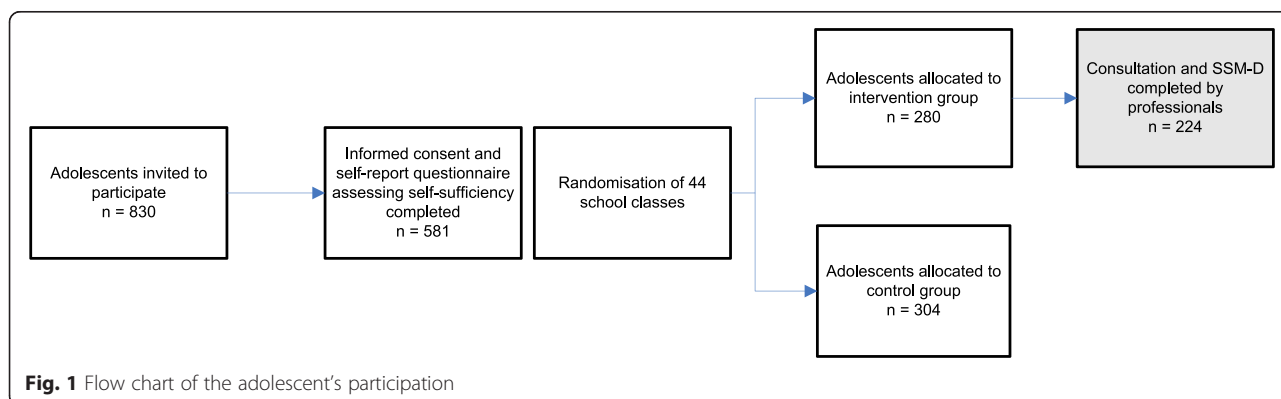 Adolescents invited to
participate
n = 830
Informed consent and
self-report questionnaire
assessing self-sufficiency
completed
n = 581
Randomisation of 44
school classes
Adolescents allocated to
intervention group
n = 280
Consultation and SSM-D
completed by
professionals
n = 224
Adolescents allocated to
control group
n = 304
Fig. 1 Flow chart of the adolescent's participation